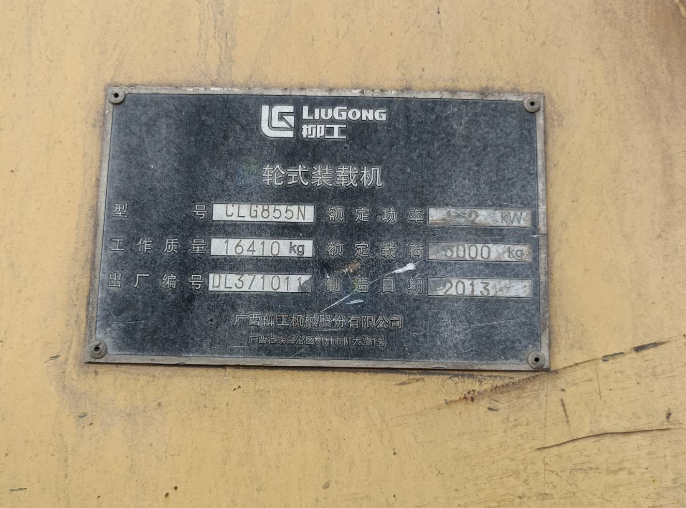 LIUGONG
柳工
轮式装载机
型 号 CLG855N 额定功率 kW
工作质量 16410 kg 额定载荷 5000 kg
出厂编号 DL371011 制造日期 2013
广西柳工机械股份有限公司